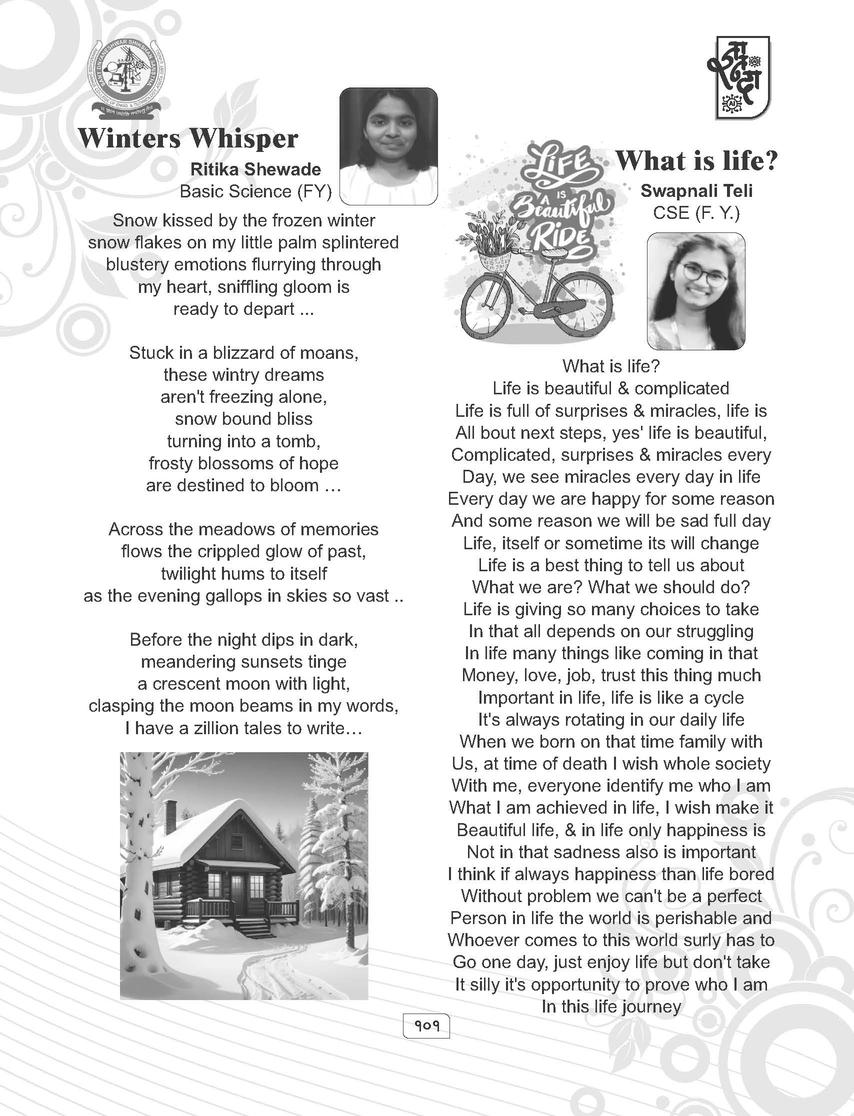 Winters Whisper
Ritika Shewade
Basic Science (FY)
Snow kissed by the frozen winter
snow flakes on my little palm splintered
blustery emotions flurrying through
my heart, sniffling gloom is
ready to depart ...
Stuck in a blizzard of moans,
these wintry dreams
aren't freezing alone,
snow bound bliss
turning into a tomb,
frosty blossoms of hope
are destined to bloom …
Across the meadows of memories
flows the crippled glow of past,
twilight hums to itself
as the evening gallops in skies so vast ..
Before the night dips in dark,
meandering sunsets tinge
a crescent moon with light,
clasping the moon beams in my words,
I have a zillion tales to write…
LiFE
IS
A Beautiful
RiDE
What is life?
Swapnali Teli
CSE (F. Y.)
What is life?
Life is beautiful & complicated
Life is full of surprises & miracles, life is
All bout next steps, yes' life is beautiful,
Complicated, surprises & miracles every
Day, we see miracles every day in life
Every day we are happy for some reason
And some reason we will be sad full day
Life, itself or sometime its will change
Life is a best thing to tell us about
What we are? What we should do?
Life is giving so many choices to take
In that all depends on our struggling
In life many things like coming in that
Money, love, job, trust this thing much
Important in life, life is like a cycle
It's always rotating in our daily life
When we born on that time family with
Us, at time of death I wish whole society
With me, everyone identify me who I am
What I am achieved in life, I wish make it
Beautiful life, & in life only happiness is
Not in that sadness also is important
I think if always happiness than life bored
Without problem we can't be a perfect
Person in life the world is perishable and
Whoever comes to this world surly has to
Go one day, just enjoy life but don't take
It silly it's opportunity to prove who I am
In this life journey
१०१